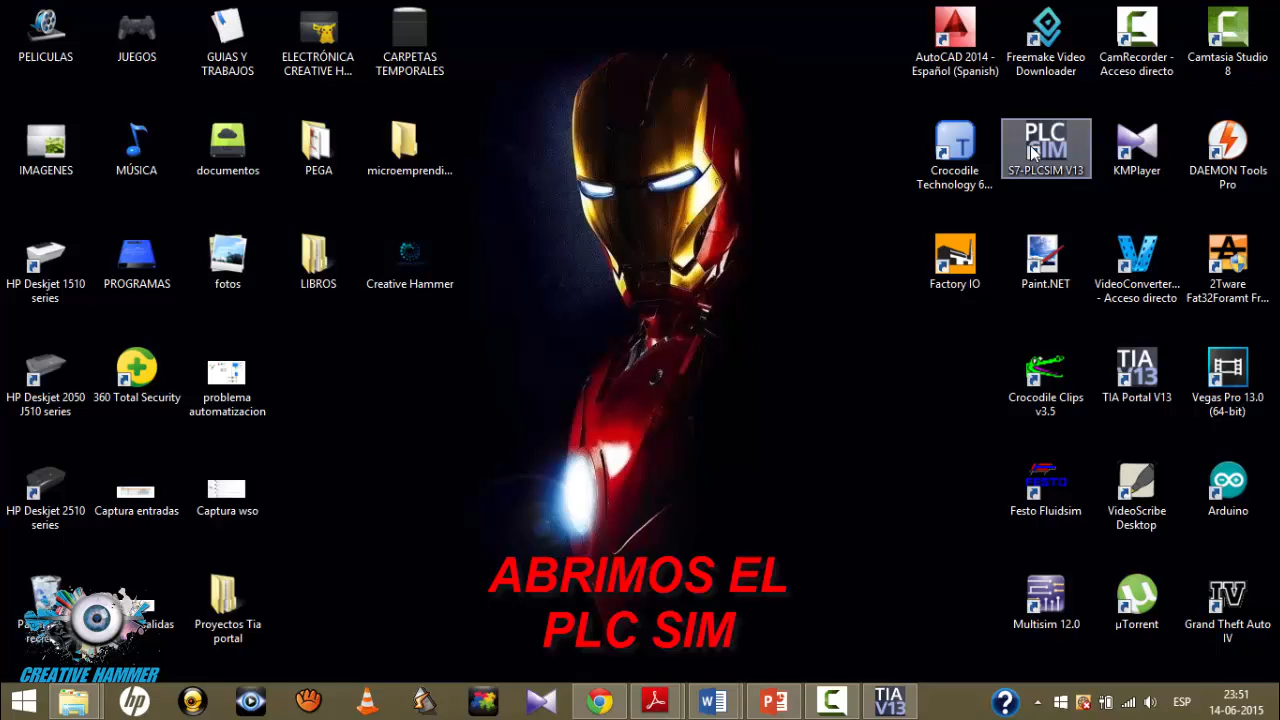 PELICULAS
JUEGOS
GUIAS Y
TRABAJOS
ELECTRÓNICA
CREATIVE H...
CARPETAS
TEMPORALES
AutoCAD 2014 -
Español (Spanish)
Freemake Video
Downloader
CamRecorder -
Acceso directo
Camtasia Studio
8
IMAGENES
MÚSICA
documentos
PEGA
microemprendi...
Crocodile
Technology 6...
PLC
SIM
S7-PLCSIM V13
KMPlayer
DAEMON Tools
Pro
HP Deskjet 1510
series
PROGRAMAS
fotos
LIBROS
Creative Hammer
Factory IO
Paint.NET
VideoConverter...
- Acceso directo
2Tware
Fat32Foramt Fr...
HP Deskjet 2050
J510 series
360 Total Security
problema
automatizacion
Crocodile Clips
v3.5
TIA
V13
TIA Portal V13
Vegas Pro 13.0
(64-bit)
HP Deskjet 2510
series
Captura entradas
Captura wso
FESTO
Festo Fluidsim
VideoScribe
Desktop
Arduino
Proyectos Tia
portal
Multisim 12.0
µTorrent
IV
Grand Theft Auto
IV
ABRIMOS EL
PLC SIM
CREATIVE HAMMER
TIA
V13
ESP
23:51
14-06-2015